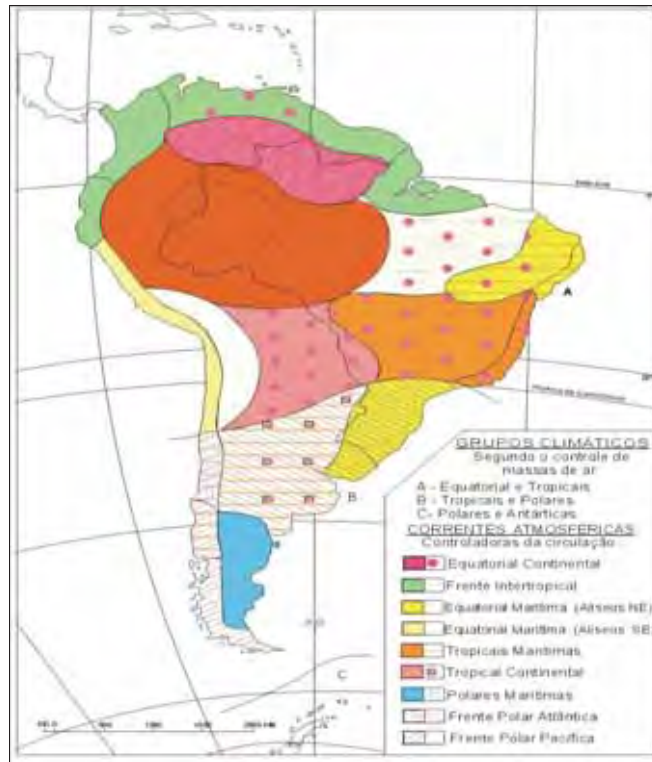 A
B
C
GRUPOS CLIMÁTICOS
Segundo o controle de
massas de ar
A - Equatorial e Tropicais
B - Tropicais e Polares
C- Polares e Antárticas
CORRENTES ATMOSFÉRICAS
Controladoras da circulação
Equatorial Continental
Frente Intertropical
Equatorial Marítima (Alíseos NE)
Equatorial Marítima (Alíseos SE)
Tropicais Marítimas
Tropical Continental
Polares Marítimas
Frente Polar Atlântica
Frente Polar Pacífica